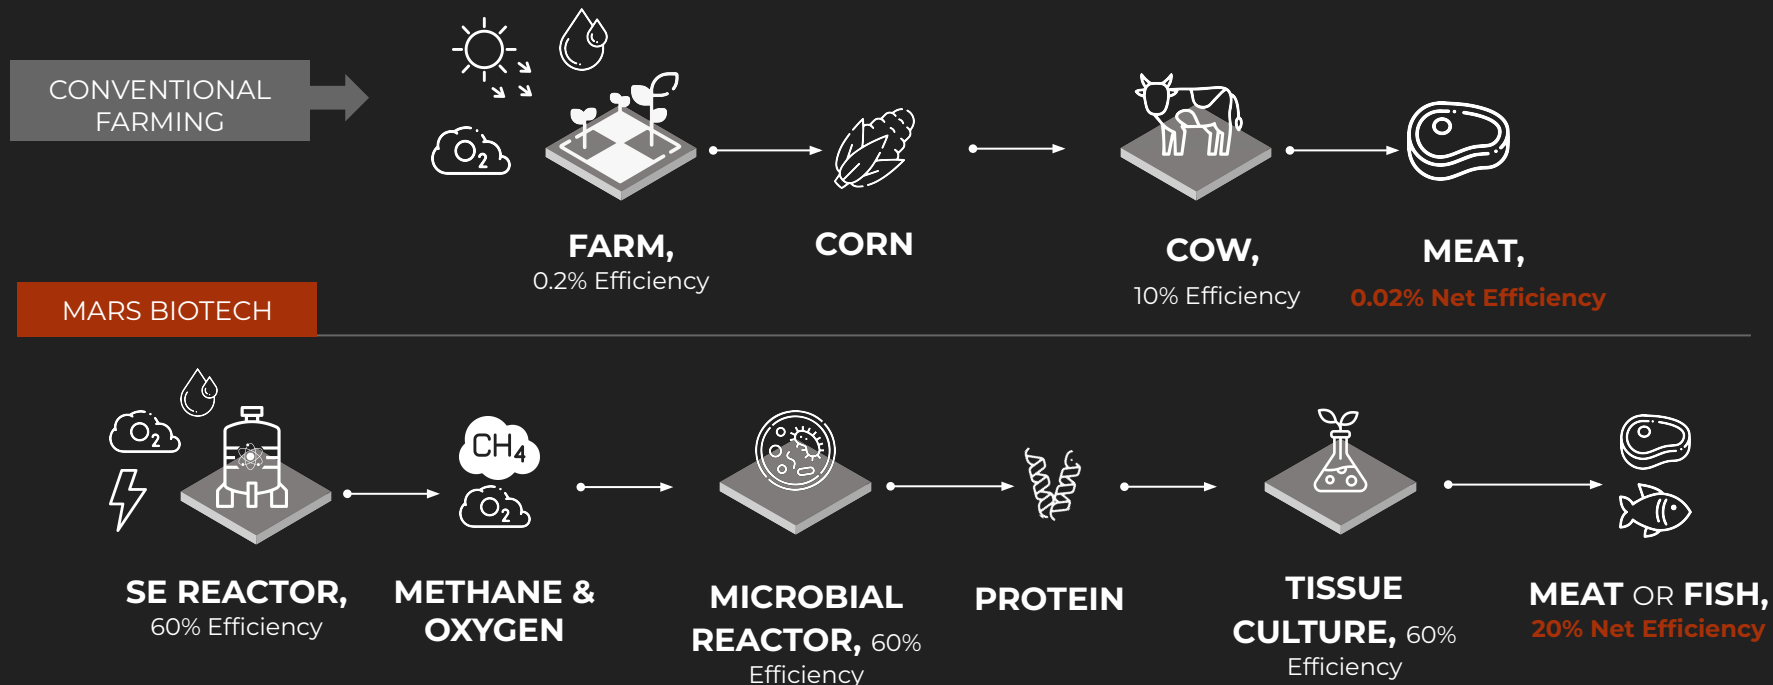 CONVENTIONAL
FARMING
O2
FARM,
0.2% Efficiency
CORN
COW,
10% Efficiency
MEAT,
0.02% Net Efficiency
MARS BIOTECH
O2
SE REACTOR,
60% Efficiency
CH4
O2
METHANE &
OXYGEN
MICROBIAL
REACTOR, 60%
Efficiency
PROTEIN
TISSUE
CULTURE, 60%
Efficiency
MEAT OR FISH,
20% Net Efficiency